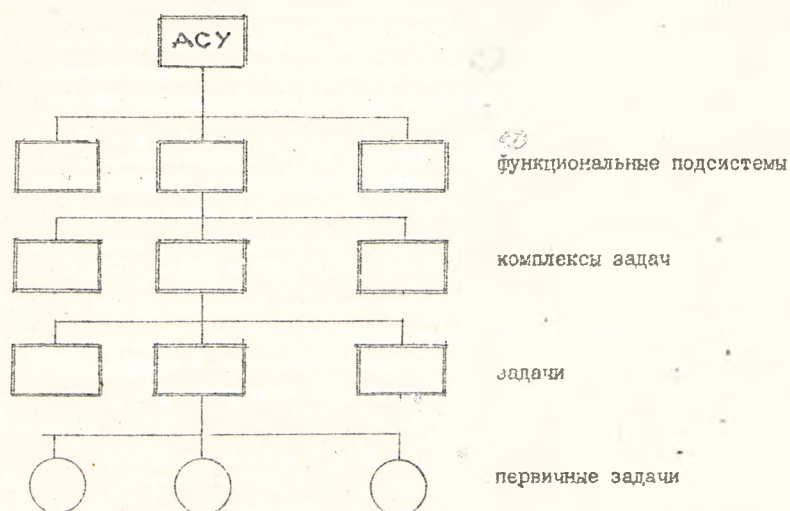 АСУ
функциональные подсистемы
комплексы задач
задачи
первичные задачи